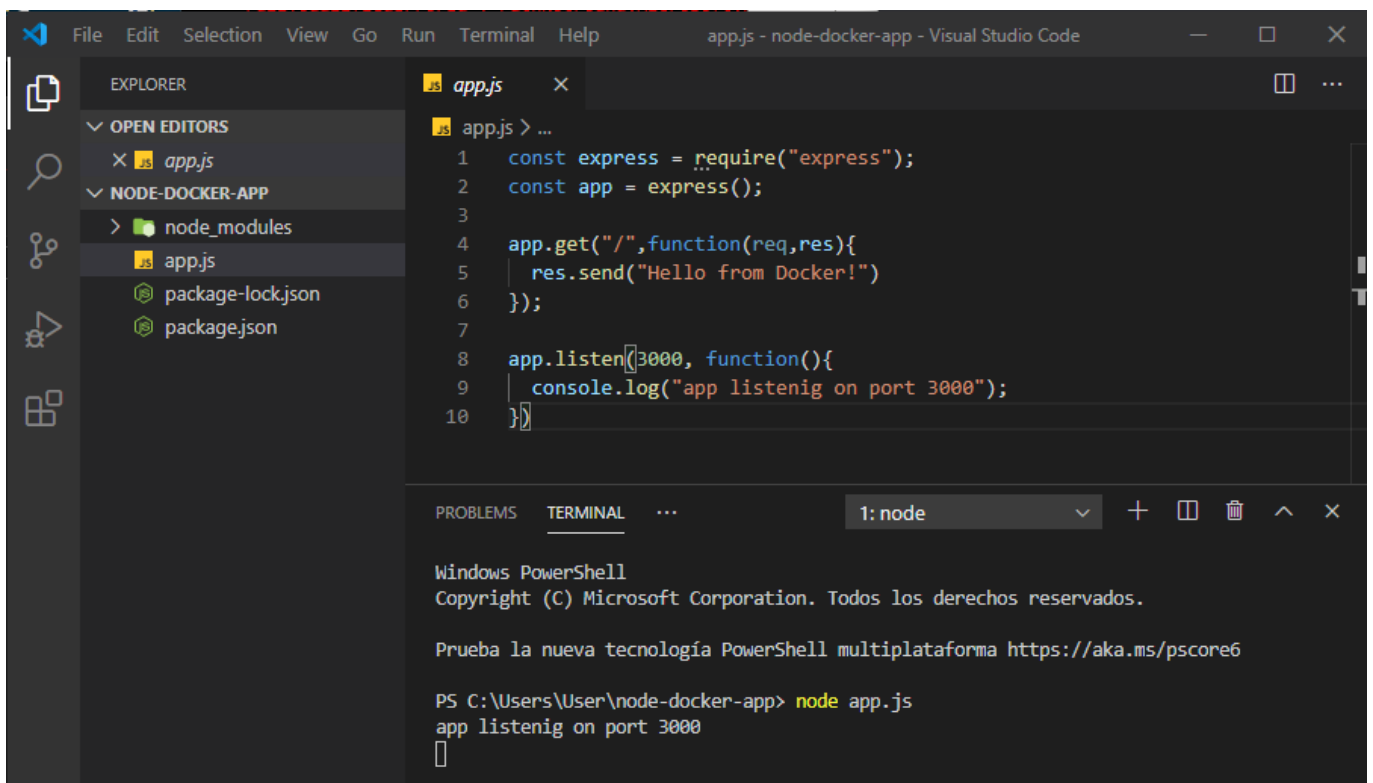 File Edit Selection View Go Run Terminal Help app.js - node-docker-app - Visual Studio Code
EXPLORER
OPEN EDITORS
JS app.js
NODE-DOCKER-APP
node_modules
JS app.js
package-lock.json
package.json
JS app.js
JS app.js > ...
1 const express = require("express");
2 const app = express();
3
4 app.get("/",function(req,res){
5 res.send("Hello from Docker!")
6 });
7
8 app.listen(3000, function(){
9 console.log("app listenig on port 3000");
10 })
PROBLEMS TERMINAL ... 1: node
Windows PowerShell
Copyright (C) Microsoft Corporation. Todos los derechos reservados.
Prueba la nueva tecnología PowerShell multiplataforma https://aka.ms/pscore6
PS C:\Users\User\node-docker-app> node app.js
app listenig on port 3000